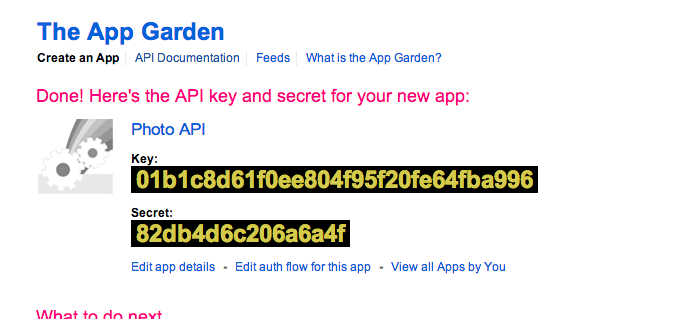 The App Garden
Create an App API Documentation Feeds What is the App Garden?
Done! Here's the API key and secret for your new app:
Photo API
Key:
01b1c8d61f0ee804f95f20fe64fba996
Secret:
82db4d6c206a6a4f
Edit app details - Edit auth flow for this app - View all Apps by You
What to do next